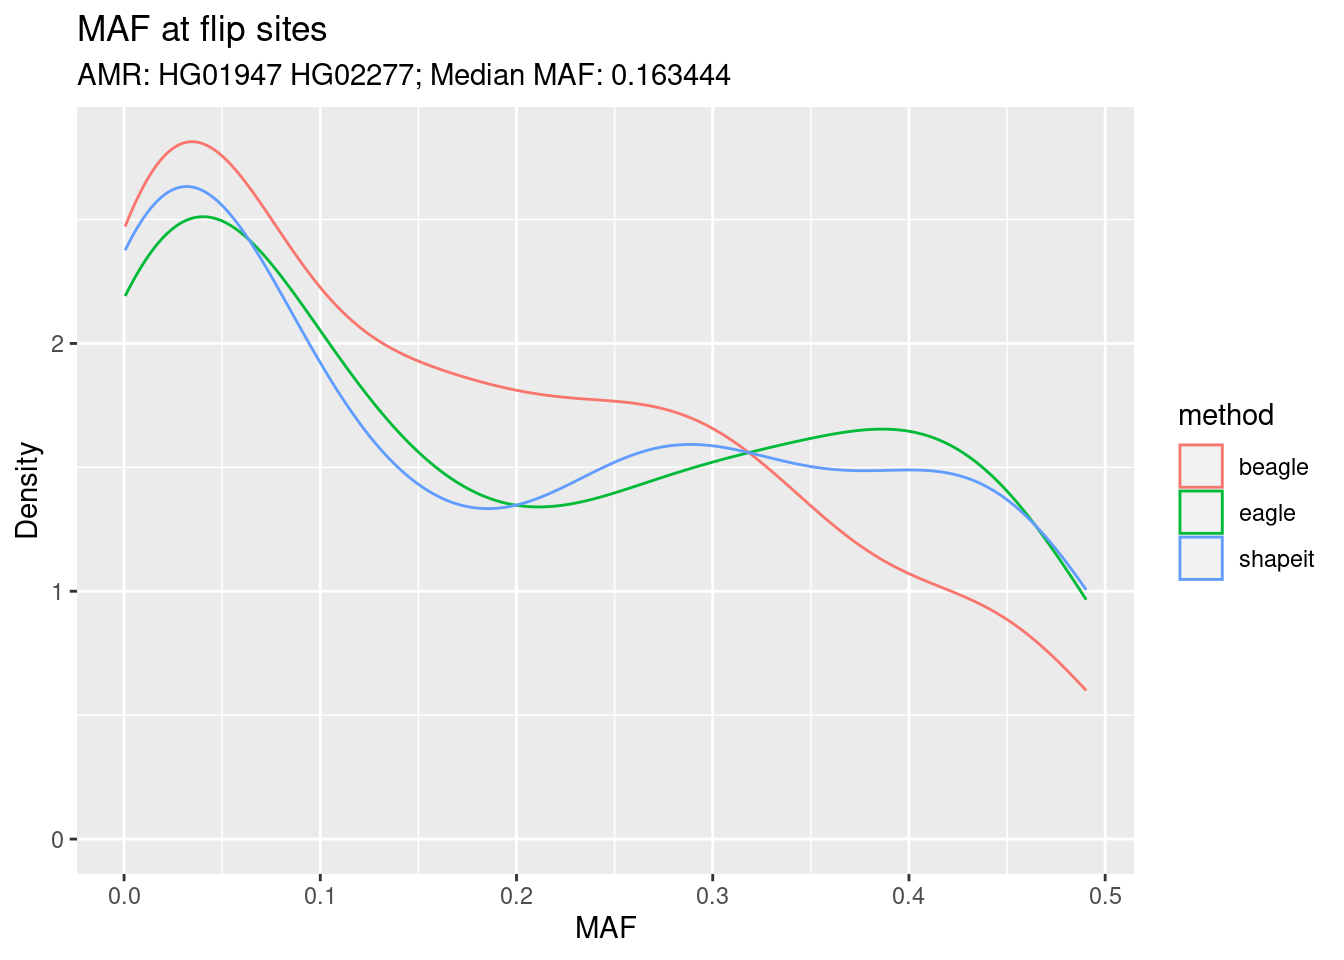 MAF at flip sites
AMR: HG01947 HG02277; Median MAF: 0.163444
Density
2
1
0
0.0 0.1 0.2 0.3 0.4 0.5
MAF
method
beagle
eagle
shapeit